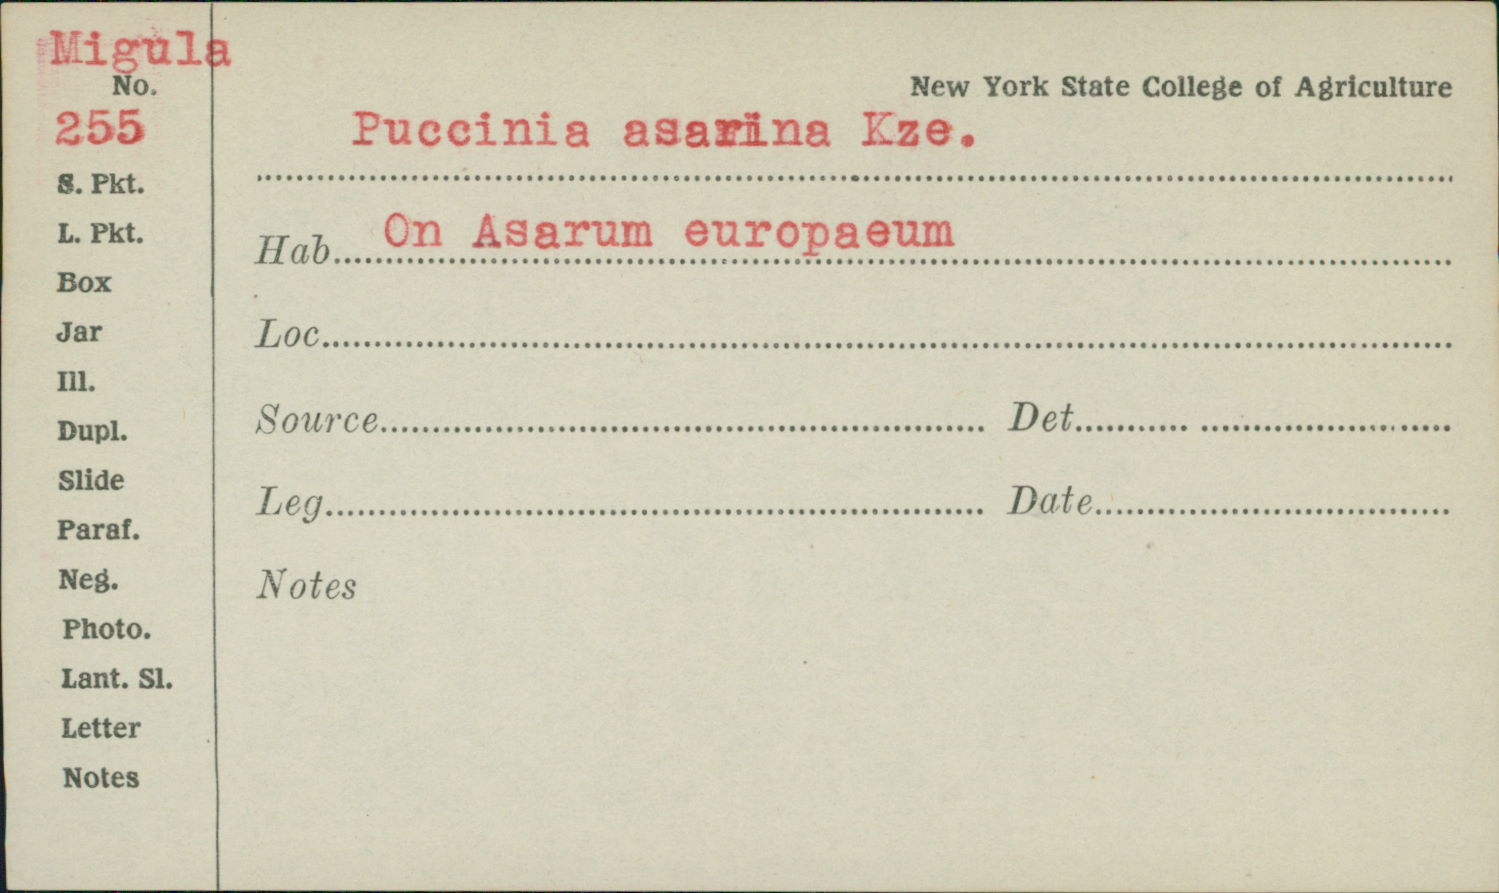 Migula
No.
255
New York State College of Agriculture
Puccinia asarina Kze.
S. Pkt.
L. Pkt.
Box
Jar
Ill.
Dupl.
Slide
Paraf.
Neg.
Photo.
Lant. Sl.
Letter
Notes
Hab. On Asarum europaeum
Loc.
Source. Det.
Leg. Date.
Notes